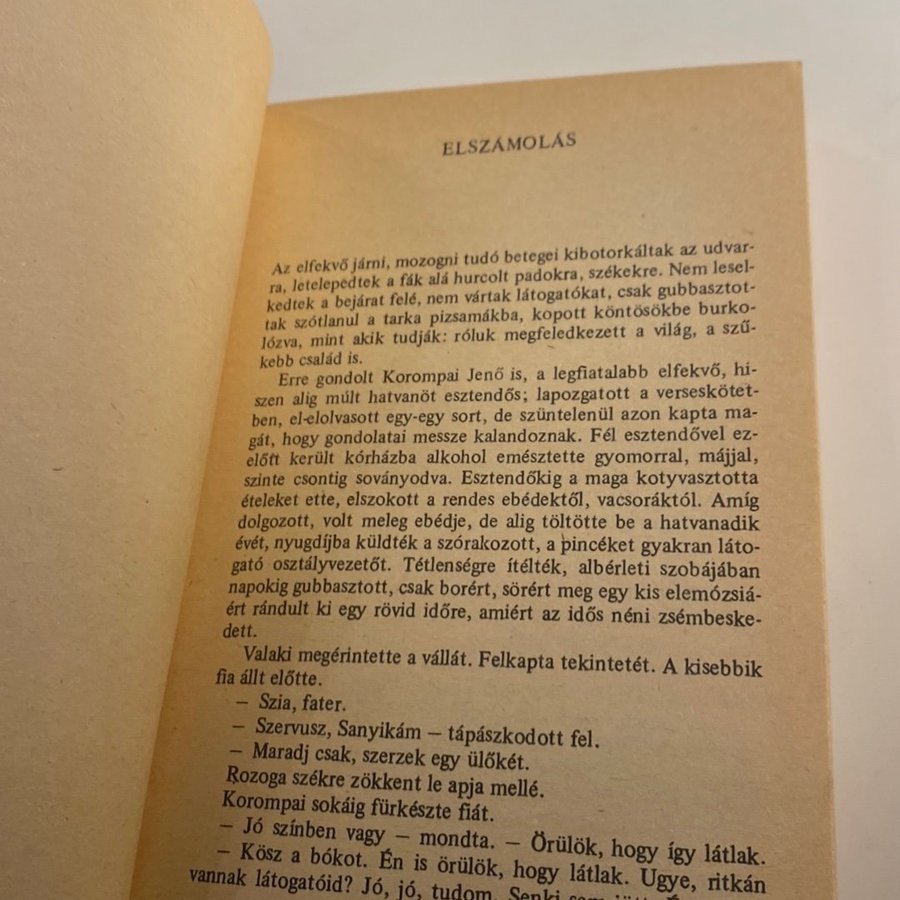 ELSZÁMOLÁS
Az elfekvő járni, mozogni tudó betegei kibotorkáltak az udvar-
ra, letelepedtek a fák alá hurcolt padokra, székekre. Nem lesel-
kedtek a bejárat felé, nem vártak látogatókat, csak gubbasztot-
tak szótlanul a tarka pizsamákba, kopott köntösökbe burko-
lózva, mint akik tudják: róluk megfeledkezett a világ, a szű-
kebb család is.
Erre gondolt Korompai Jenő is, a legfiatalabb elfekvő, hi-
szen alig múlt hatvanöt esztendős; lapozgatott a verseskötet-
ben, el-elolvasott egy-egy sort, de szüntelenül azon kapta ma-
gát, hogy gondolatai messze kalandoznak. Fél esztendővel ez-
előtt került kórházba alkohol emésztette gyomorral, májjal,
szinte csontig soványodva. Esztendőkig a maga kotyvasztotta
ételeket ette, elszokott a rendes ebédektől, vacsoráktól. Amíg
dolgozott, volt meleg ebédje, de alig töltötte be a hatvanadik
évét, nyugdíjba küldték a szórakozott, a pincéket gyakran láto-
gató osztályvezetőt. Tétlenségre ítélték, albérleti szobájában
napokig gubbasztott, csak borért, sörért meg egy kis elemózsiá-
ért rándult ki egy rövid időre, amiért az idős néni zsémbeske-
dett.
Valaki megérintette a vállát. Felkapta tekintetét. A kisebbik
fia állt előtte.
– Szia, fater.
– Szervusz, Sanyikám – tápászkodott fel.
– Maradj csak, szerzek egy ülőkét.
Rozoga székre zökkent le apja mellé.
Korompai sokáig fürkészte fiát.
– Jó színben vagy – mondta. – Örülök, hogy így látlak.
– Kösz a bókot. Én is örülök, hogy látlak. Ugye, ritkán
vannak látogatóid? Jó, jó, tudom. Senki